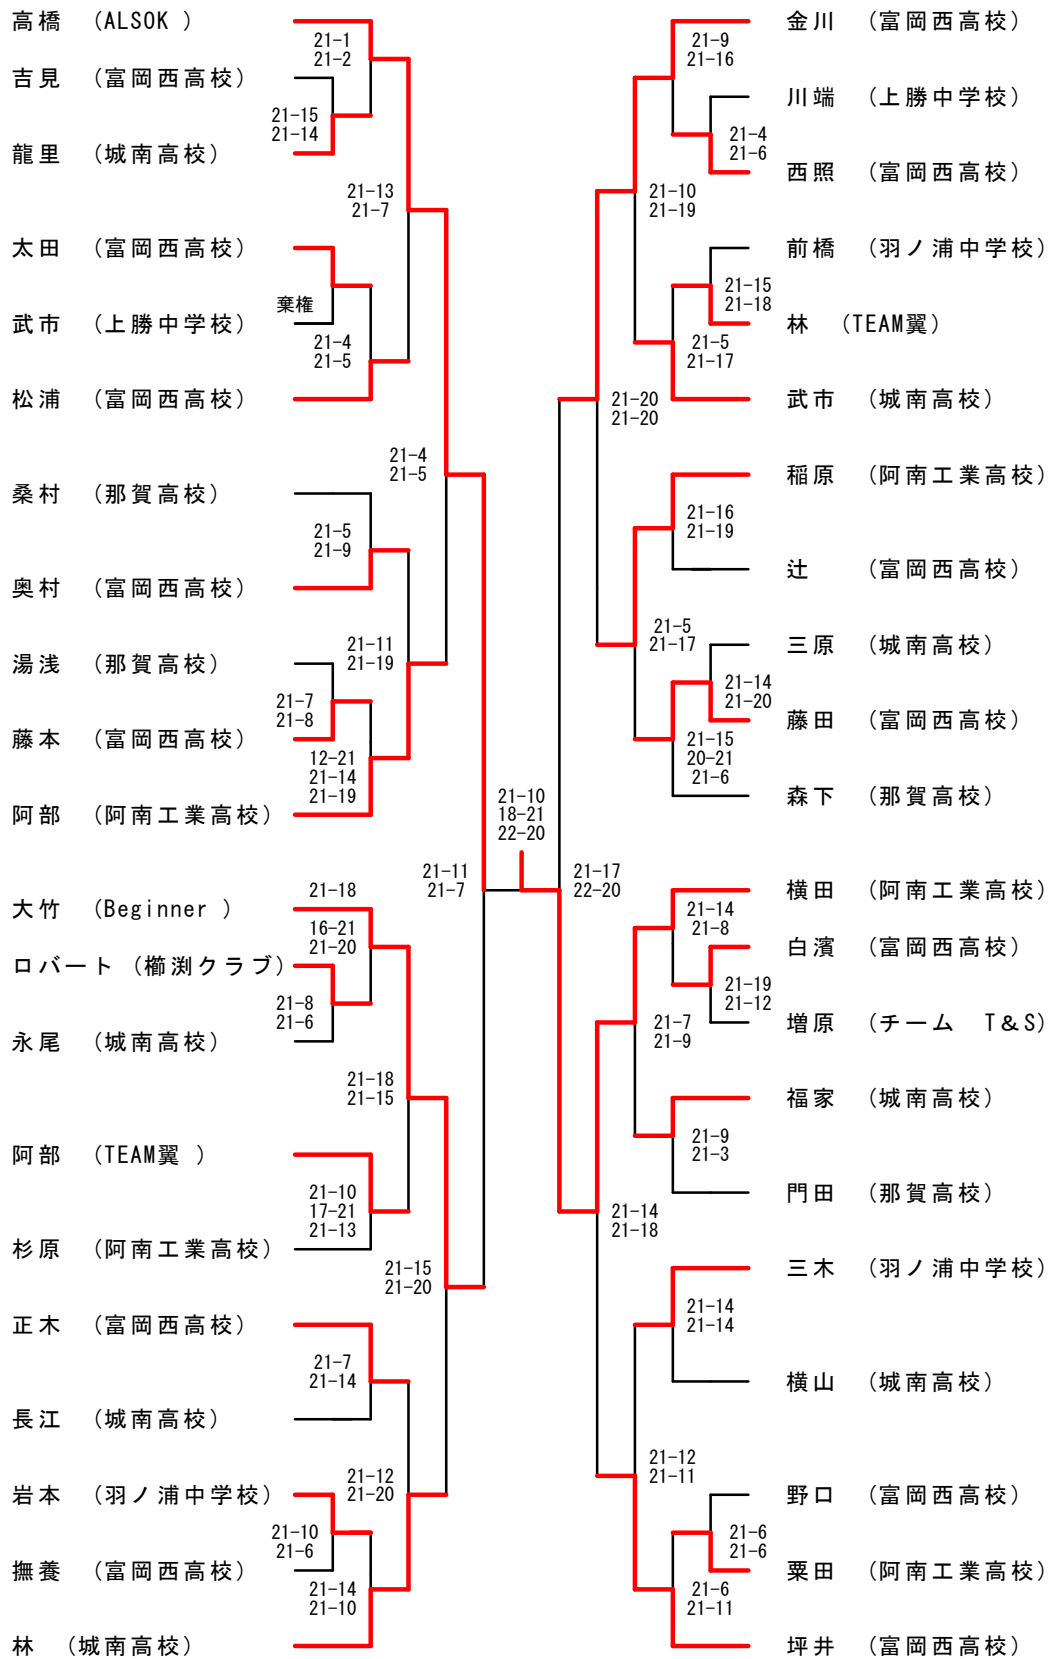 高橋 (ALSOK )
21-1
21-2
吉見 (富岡西高校)
21-15
21-14
龍里 (城南高校)
21-13
21-7
太田 (富岡西高校)
棄権
武市 (上勝中学校)
21-4
21-5
松浦 (富岡西高校)
21-4
21-5
桑村 (那賀高校)
21-5
21-9
奥村 (富岡西高校)
21-11
21-19
湯浅 (那賀高校)
21-7
21-8
藤本 (富岡西高校)
12-21
21-14
21-19
阿部 (阿南工業高校)
21-11
21-7
21-18
大竹 (Beginner )
16-21
21-20
ロバート (櫛渕クラブ)
21-8
21-6
永尾 (城南高校)
21-18
21-15
阿部 (TEAM翼 )
21-10
17-21
21-13
杉原 (阿南工業高校)
21-15
21-20
正木 (富岡西高校)
21-7
21-14
長江 (城南高校)
21-12
21-20
岩本 (羽ノ浦中学校)
21-10
21-6
撫養 (富岡西高校)
21-14
21-10
林 (城南高校)
21-10
18-21
22-20
金川 (富岡西高校)
21-9
21-16
川端 (上勝中学校)
21-4
21-6
西照 (富岡西高校)
21-10
21-19
前橋 (羽ノ浦中学校)
21-15
21-18
林 (TEAM翼)
21-5
21-17
武市 (城南高校)
21-20
21-20
稲原 (阿南工業高校)
21-16
21-19
辻 (富岡西高校)
21-5
21-17
三原 (城南高校)
21-14
21-20
藤田 (富岡西高校)
21-15
20-21
21-6
森下 (那賀高校)
21-17
22-20
横田 (阿南工業高校)
21-14
21-8
白濱 (富岡西高校)
21-19
21-12
増原 (チーム T&S)
21-7
21-9
福家 (城南高校)
21-9
21-3
門田 (那賀高校)
21-14
21-18
三木 (羽ノ浦中学校)
21-14
21-14
横山 (城南高校)
21-12
21-11
野口 (富岡西高校)
21-6
21-6
粟田 (阿南工業高校)
21-6
21-11
坪井 (富岡西高校)